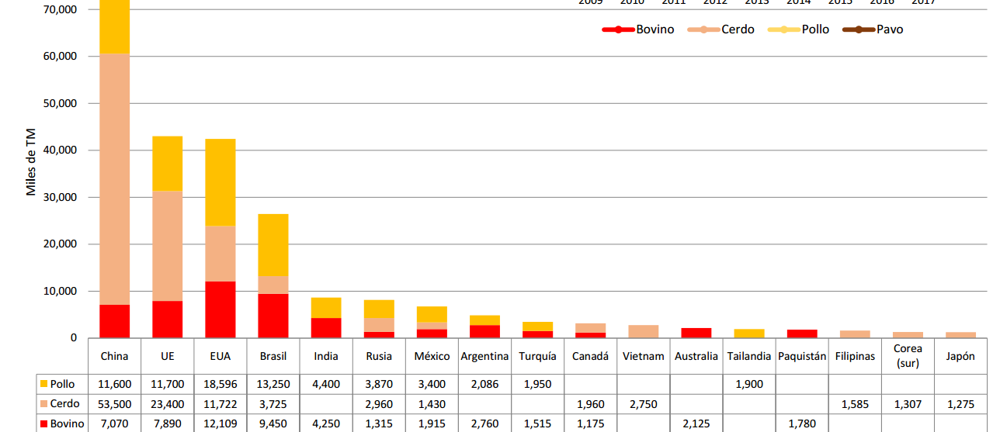 2009 2010 2011 2012 2013 2014 2015 2016 2017
Bovino Cerdo Pollo Pavo
70,000
60,000
50,000
40,000
30,000
20,000
10,000
0
Miles de TM
China UE EUA Brasil India Rusia México Argentina Turquía Canadá Vietnam Australia Tailandia Paquistán Filipinas Corea (sur) Japón
Pollo 11,600 11,700 18,596 13,250 4,400 3,870 3,400 2,086 1,950 1,900
Cerdo 53,500 23,400 11,722 3,725 2,960 1,430 1,960 2,750 1,585 1,307 1,275
Bovino 7,070 7,890 12,109 9,450 4,250 1,315 1,915 2,760 1,515 1,175 2,125 1,780